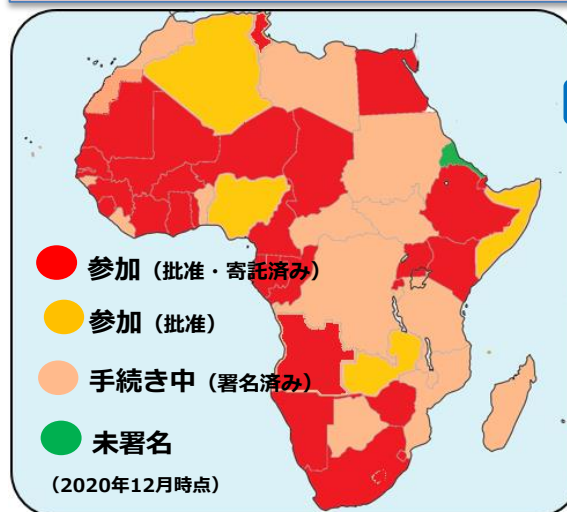 参加（批准・寄託済み）
参加（批准）
手続き中（署名済み）
未署名
（2020年12月時点）